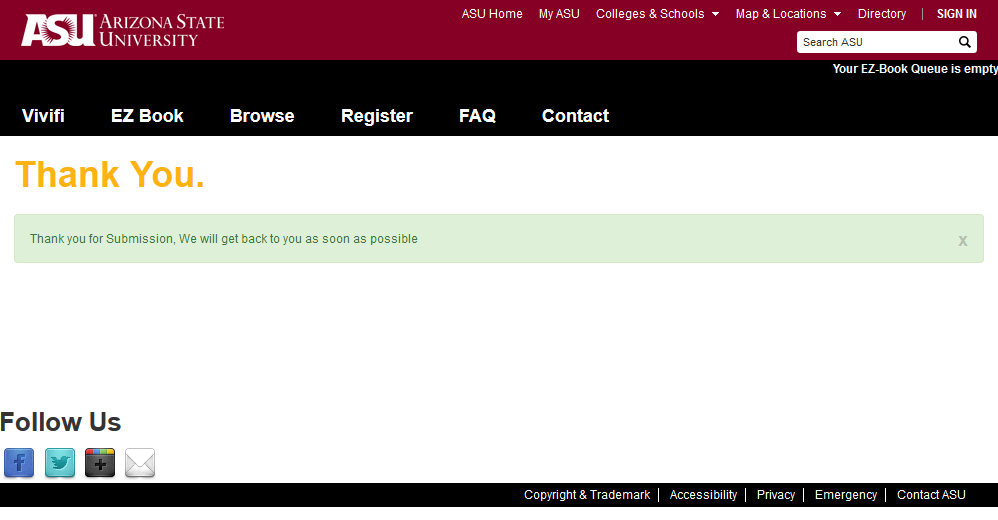 ASU ARIZONA STATE UNIVERSITY
ASU Home My ASU Colleges & Schools Map & Locations Directory SIGN IN
Search ASU
Your EZ-Book Queue is empty
Vivifi EZ Book Browse Register FAQ Contact
Thank You.
Thank you for Submission, We will get back to you as soon as possible x
Follow Us
Copyright & Trademark Accessibility Privacy Emergency Contact ASU